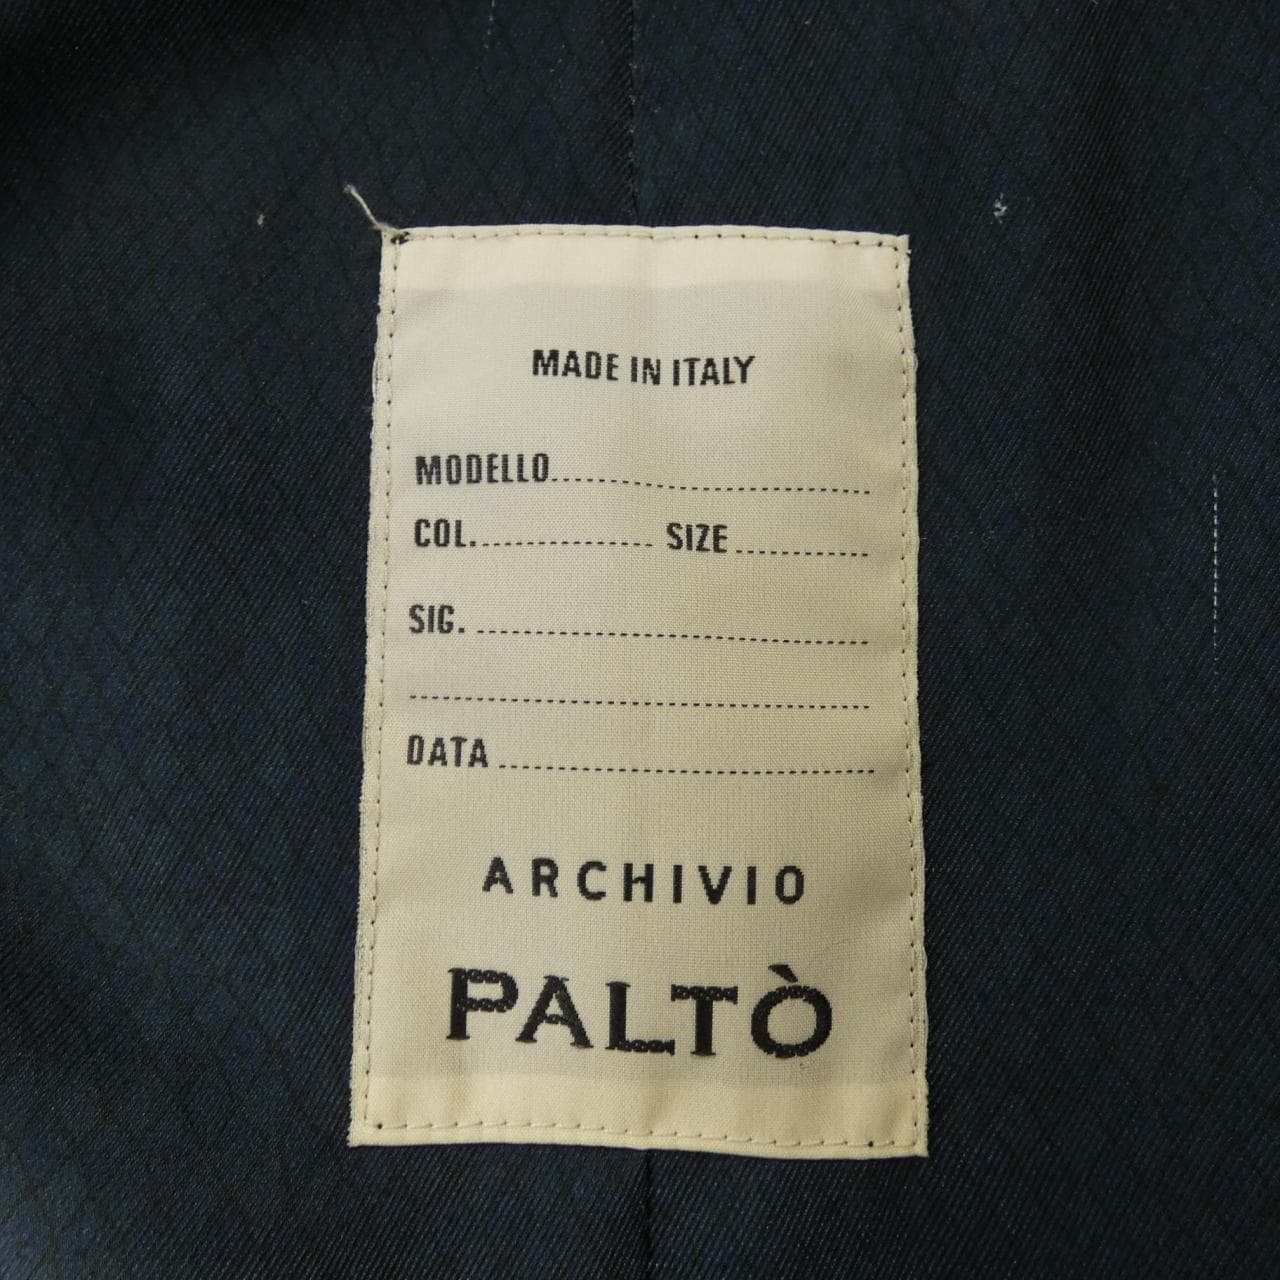 MADE IN ITALY
MODELLO
COL. SIZE
SIG.
DATA
ARCHIVIO
PALTÒ